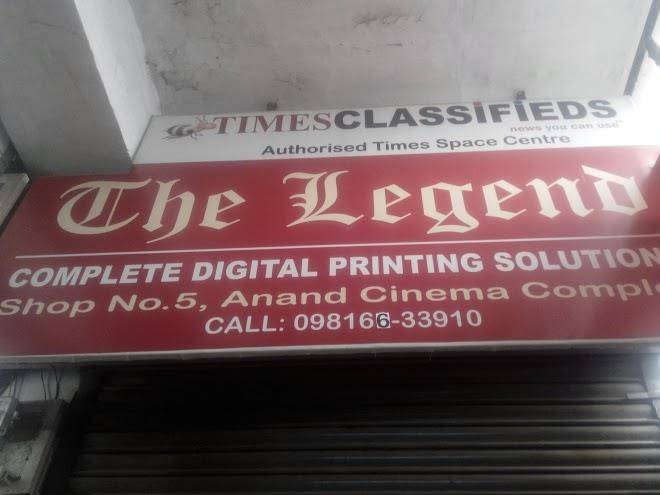 TIMESCLASSIFIEDS
news you can use
Authorised Times Space Centre
The Legend
COMPLETE DIGITAL PRINTING SOLUTION
Shop No.5, Anand Cinema Comple
CALL: 098166-33910